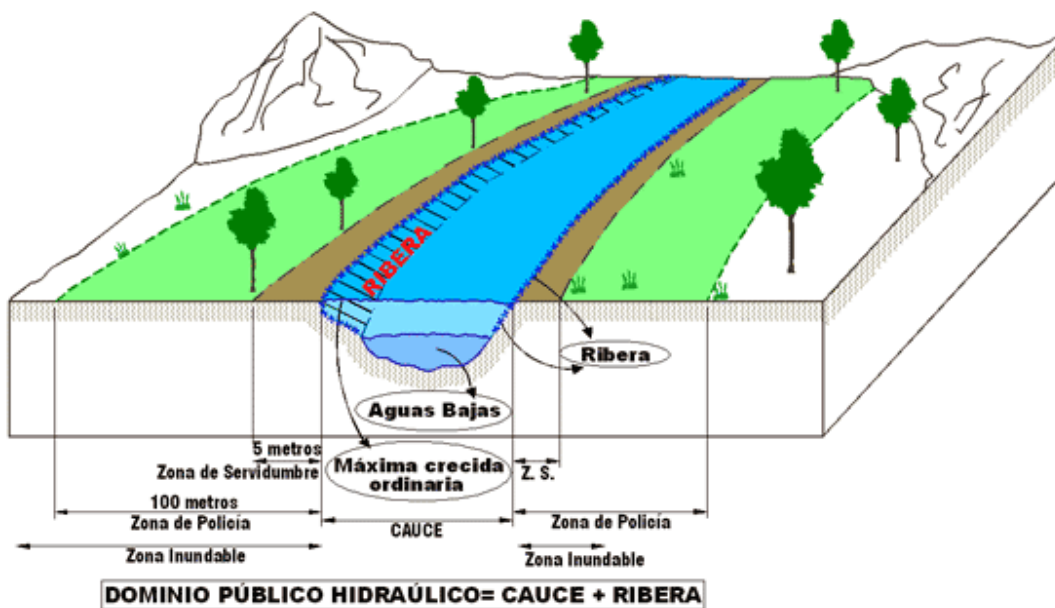 RIBERA
Ribera
Aguas Bajas
5 metros
Zona de Servidumbre
Máxima crecida
ordinaria
Z. S.
100 metros
Zona de Policía
CAUCE
Zona de Policía
Zona Inundable
Zona Inundable
DOMINIO PÚBLICO HIDRAÚLICO= CAUCE + RIBERA